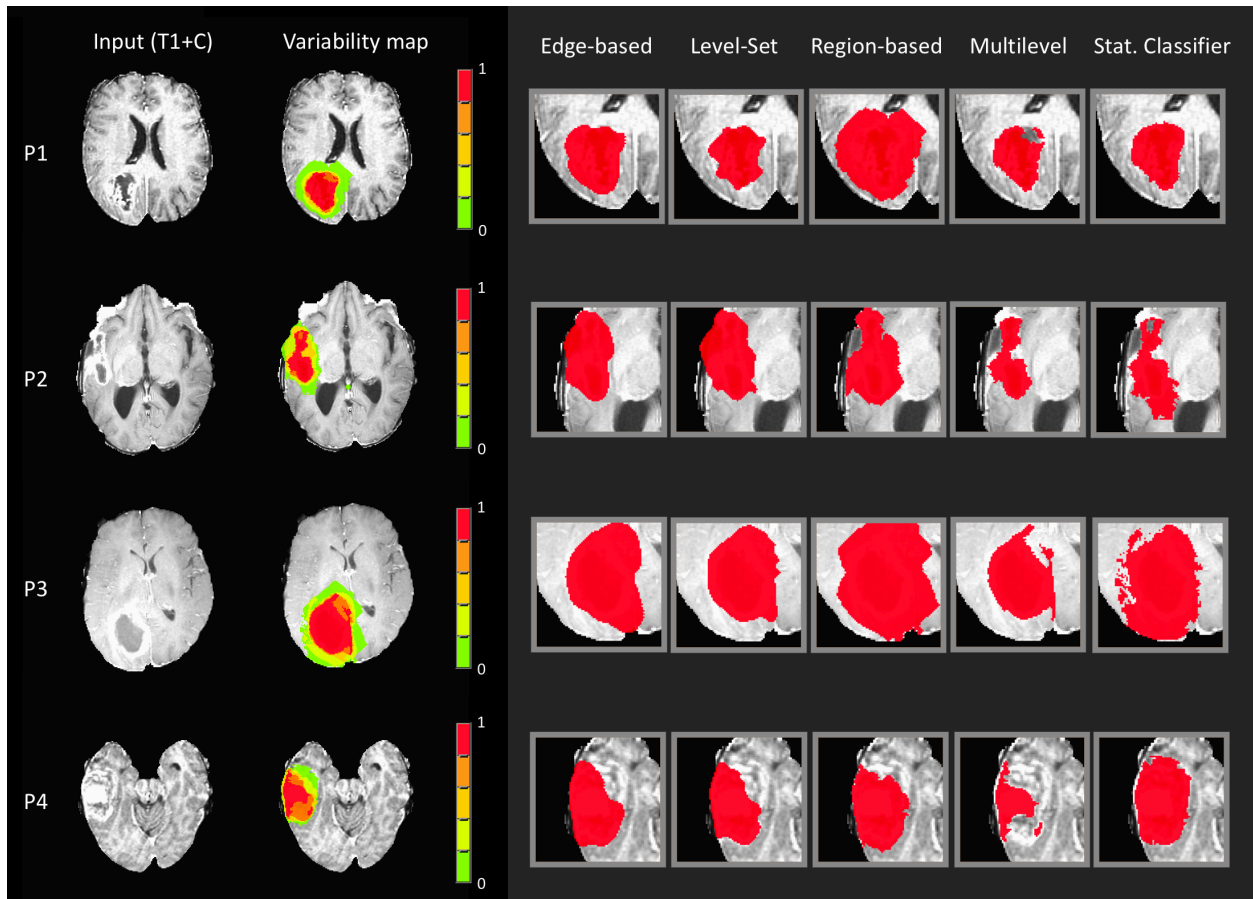 Input (T1+C) Variability map Edge-based Level-Set Region-based Multilevel Stat. Classifier
1
P1
0
1
P2
0
1
P3
0
1
P4
0